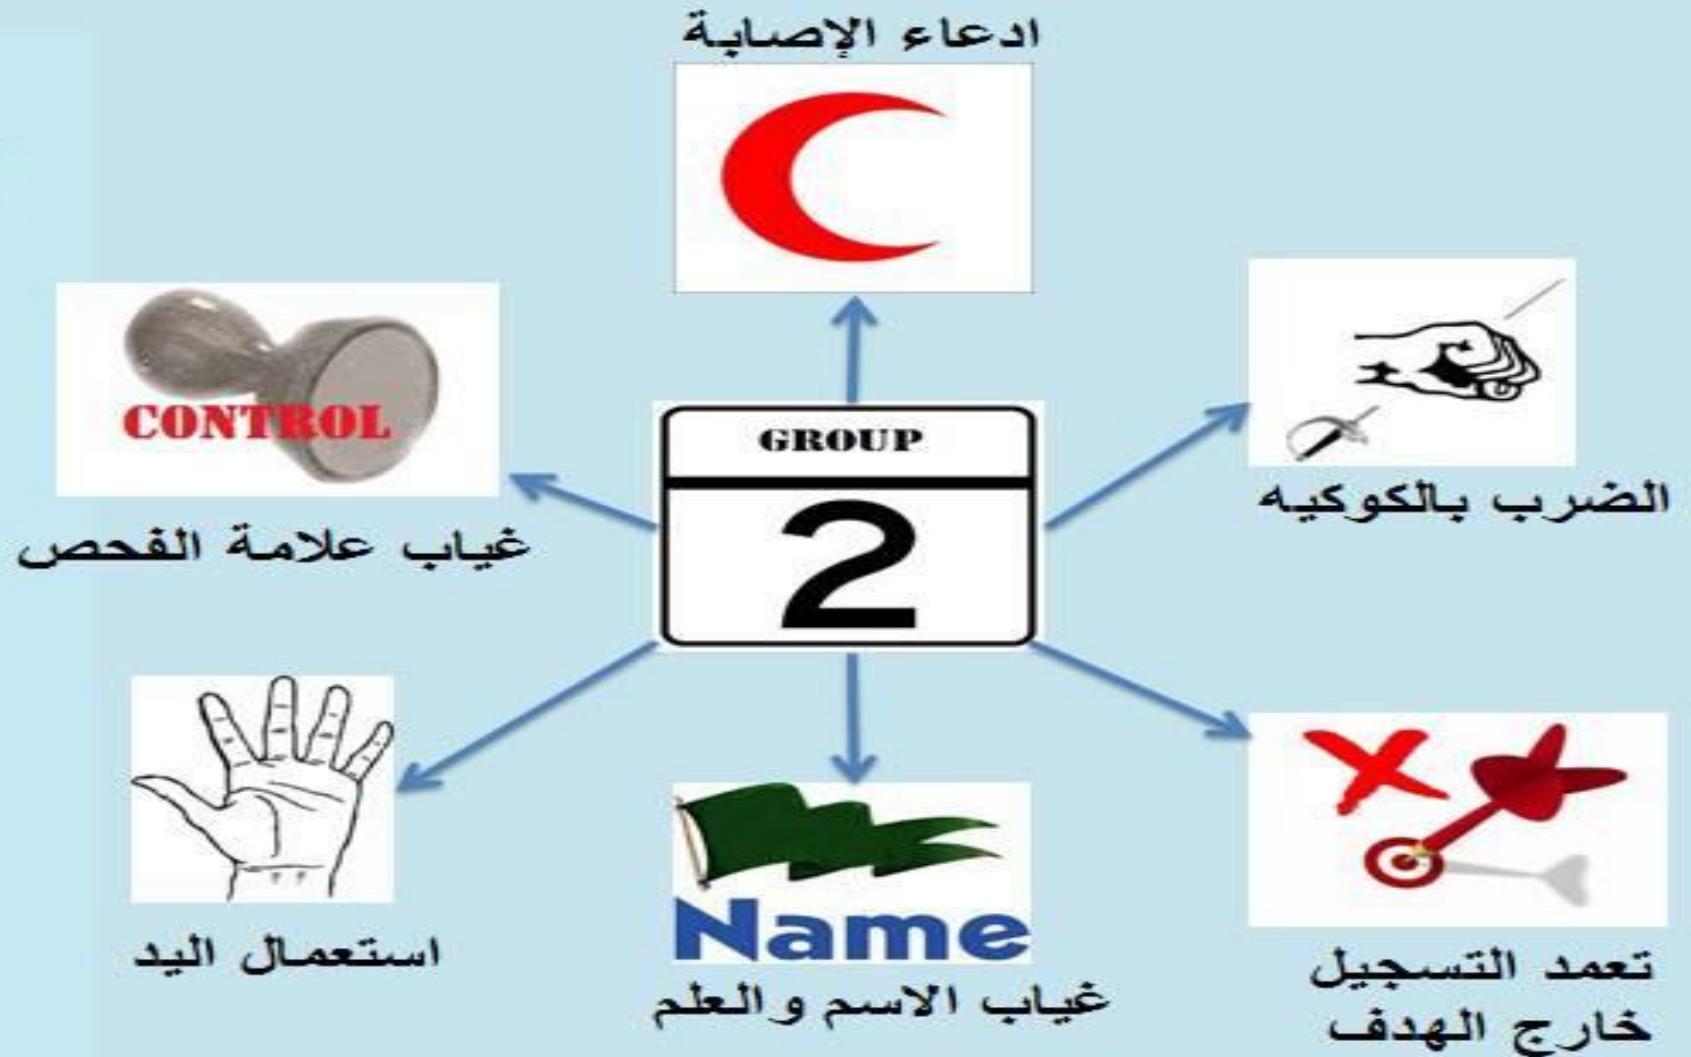 ادعاء الإصابة
CONTROL
غياب علامة الفحص
GROUP
2
الضرب بالكوكيه
استعمال اليد
Name
غياب الاسم والعلم
تعمد التسجيل
خارج الهدف